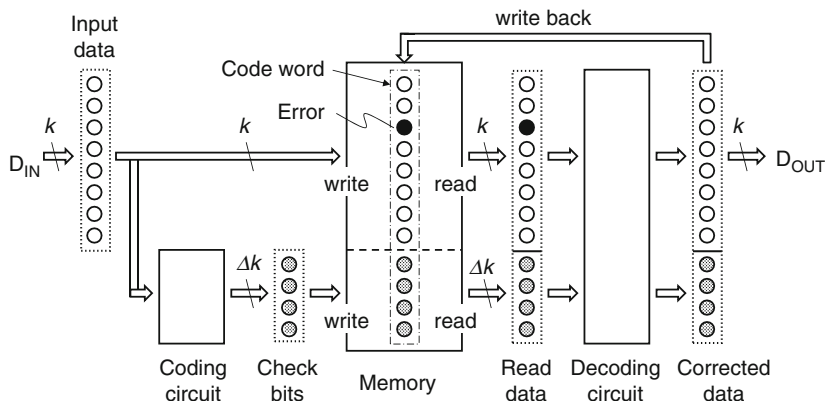 write back
Input
data
Code word
Error
k
k
k
k
D_IN
D_OUT
write
read
Δk
Δk
write
read
Coding
circuit
Check
bits
Memory
Read
data
Decoding
circuit
Corrected
data